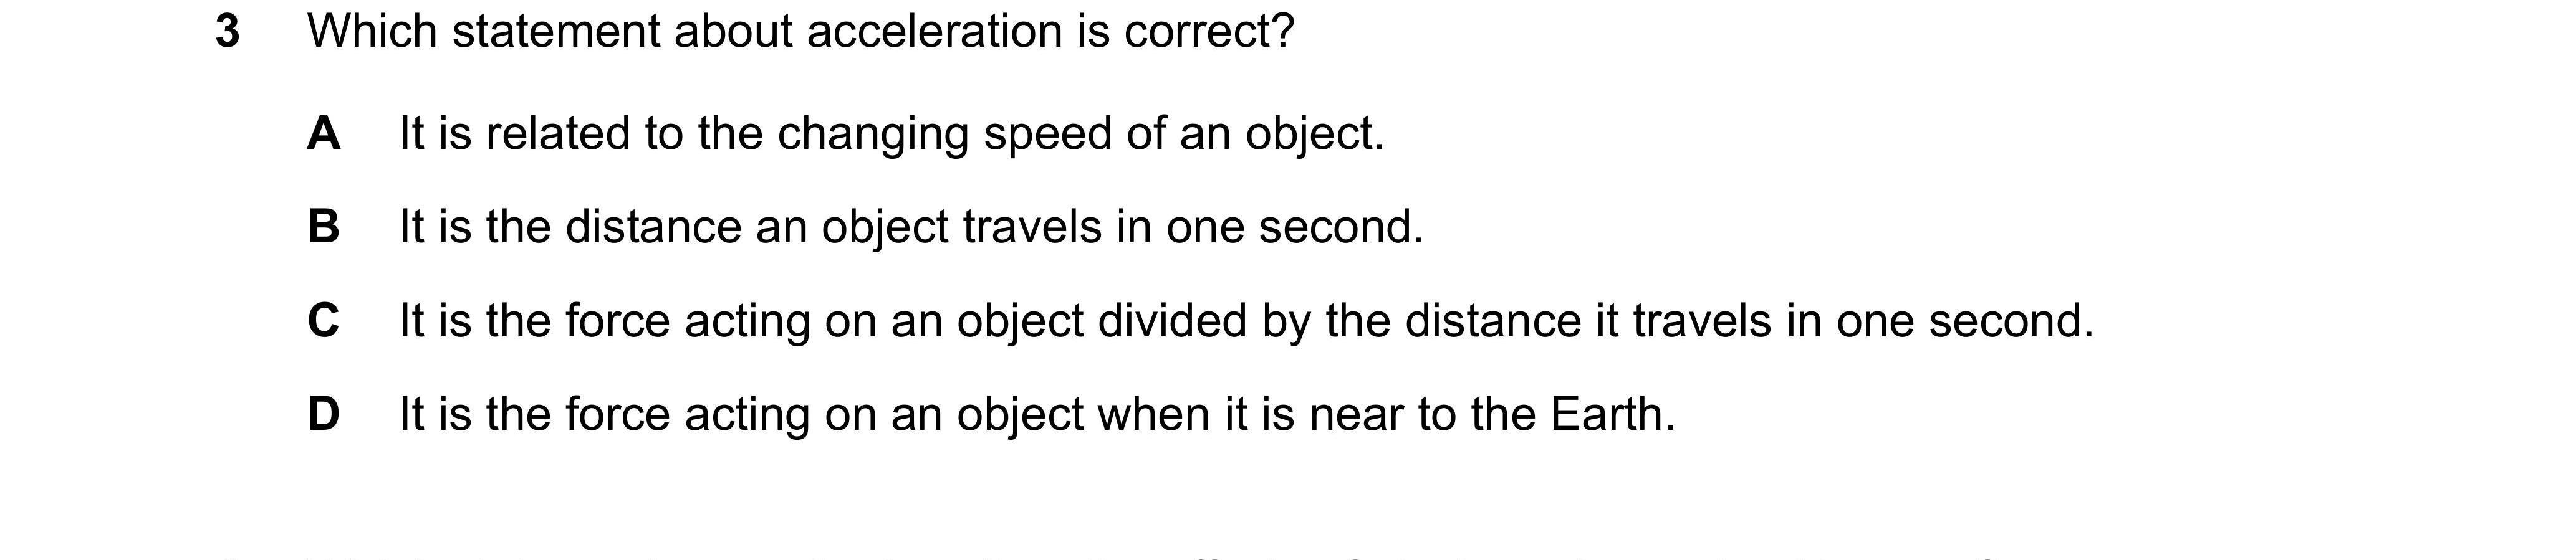 3 Which statement about acceleration is correct?
A It is related to the changing speed of an object.
B It is the distance an object travels in one second.
C It is the force acting on an object divided by the distance it travels in one second.
D It is the force acting on an object when it is near to the Earth.